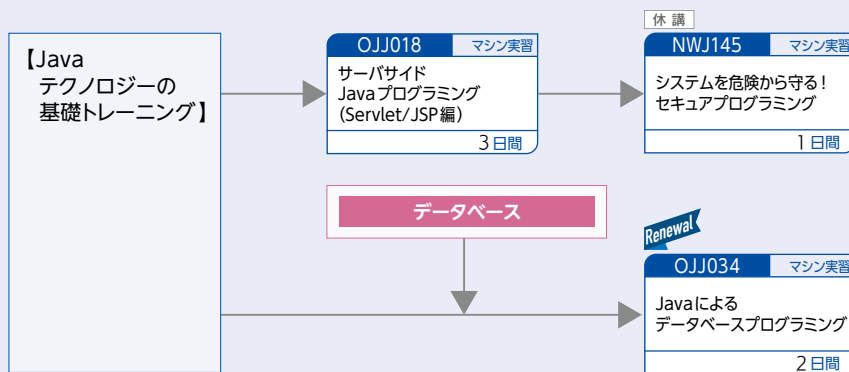 【Java
テクノロジーの
基礎トレーニング】
OJJ018 マシン実習
サーバサイド
Javaプログラミング
(Servlet/JSP編)
3日間
休講
NWJ145 マシン実習
システムを危険から守る!
セキュアプログラミング
1日間
データベース
Renewal
OJJ034 マシン実習
Javaによる
データベースプログラミング
2日間